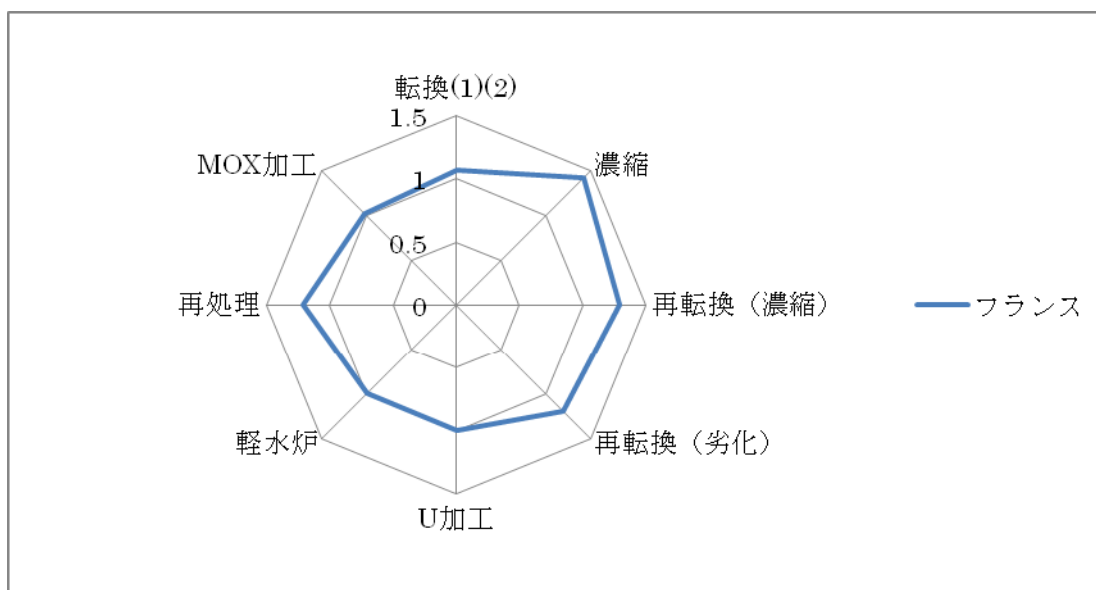 転換(1)(2)
1.5
MOX加工
濃縮
1
0.5
再処理
0
再転換（濃縮）
フランス
軽水炉
再転換（劣化）
U加工